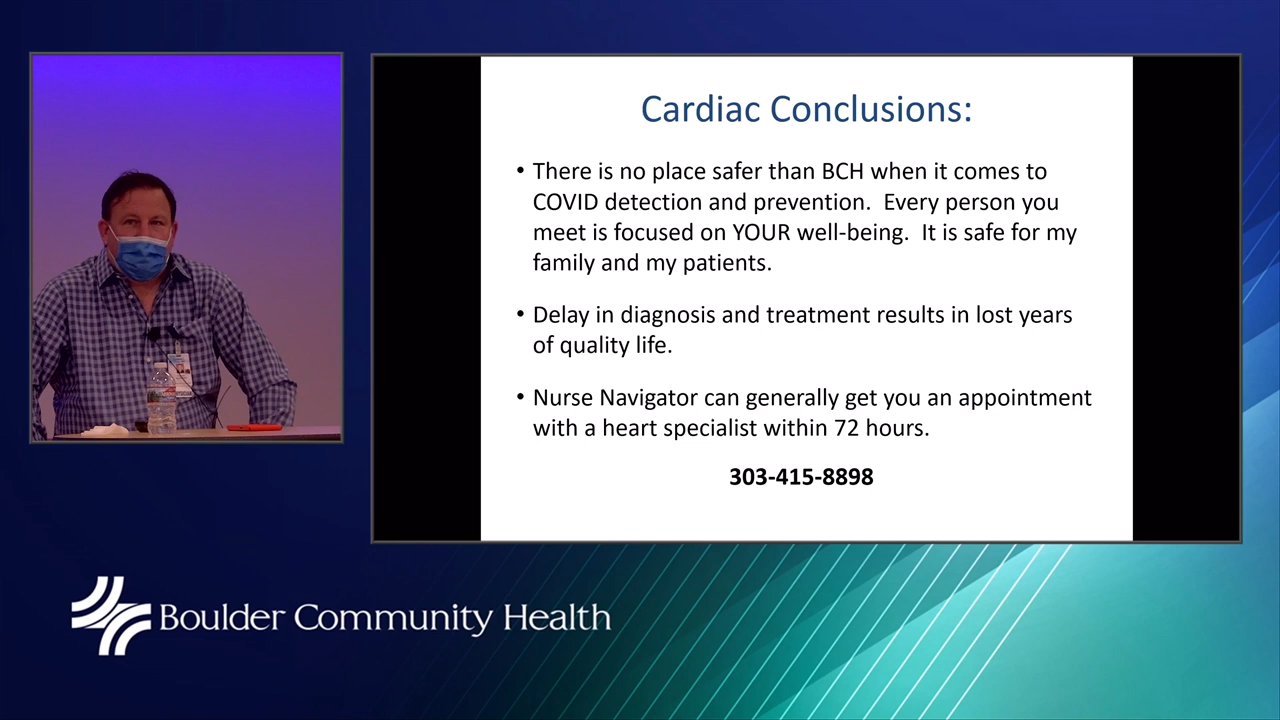 Cardiac Conclusions:
• There is no place safer than BCH when it comes to
COVID detection and prevention.  Every person you
meet is focused on YOUR well-being.  It is safe for my
family and my patients.
• Delay in diagnosis and treatment results in lost years
of quality life.
• Nurse Navigator can generally get you an appointment
with a heart specialist within 72 hours.
303-415-8898
Boulder Community Health